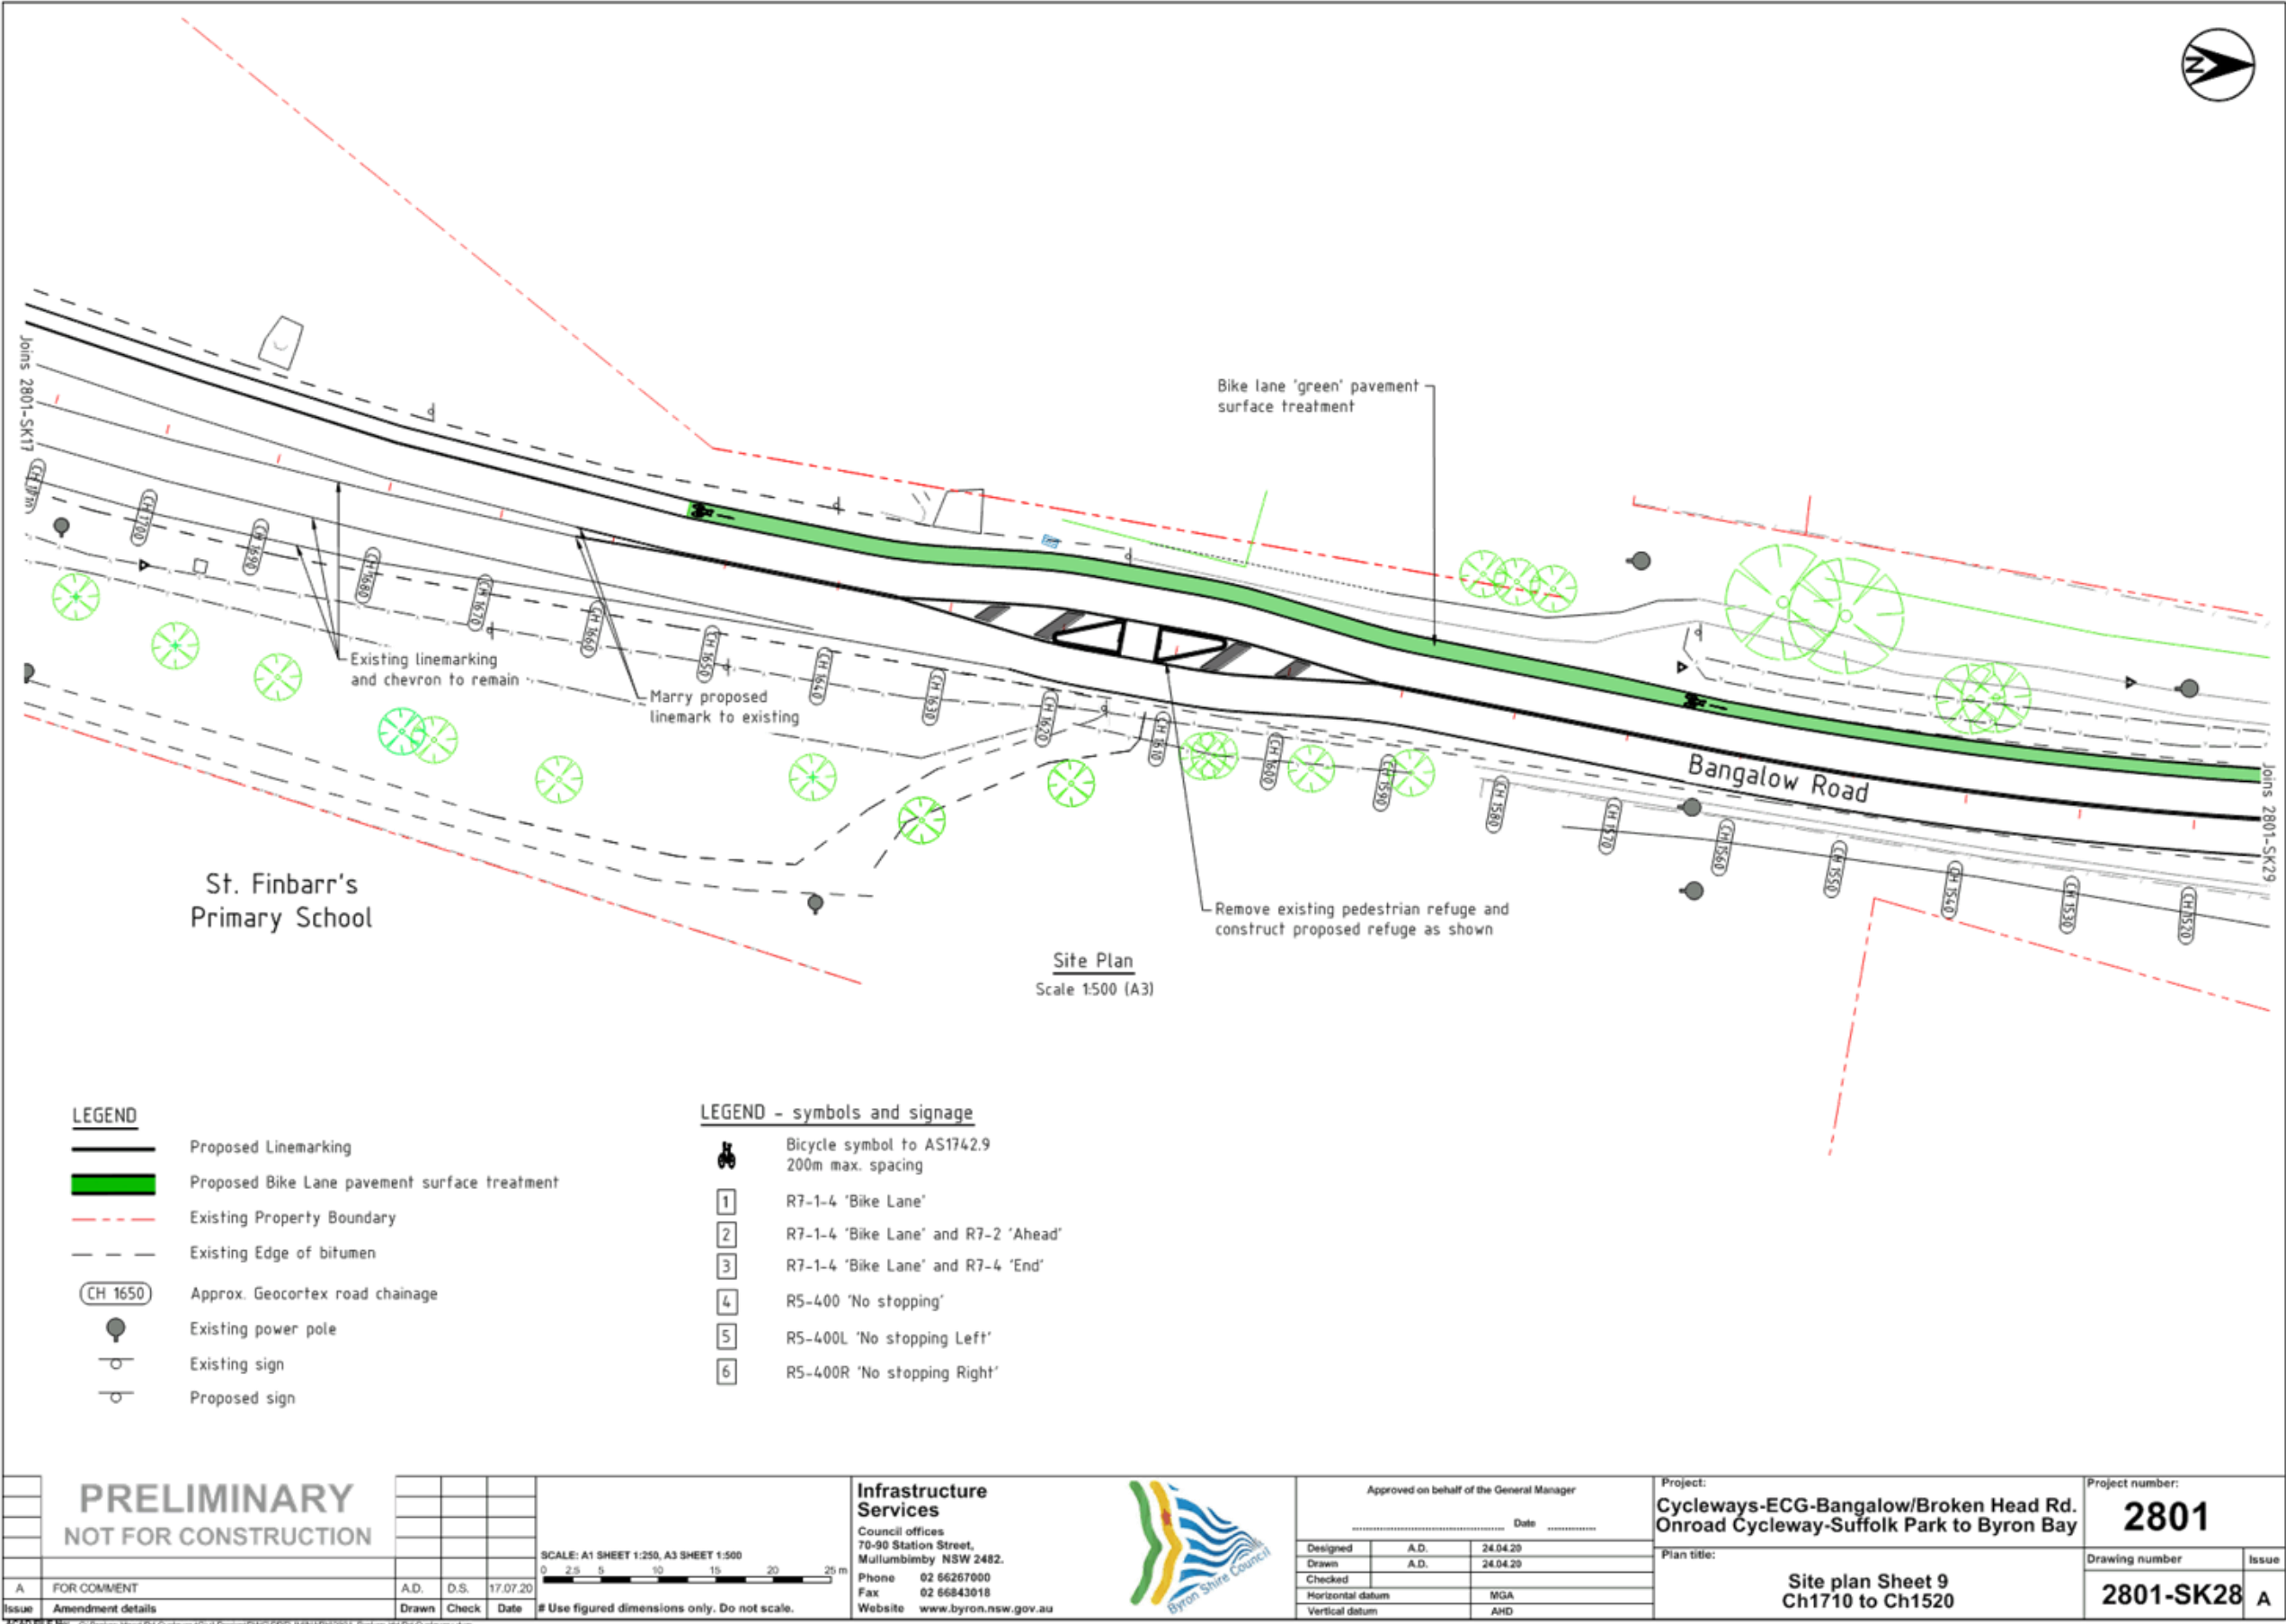 N
Joins 2801-SK17
Bike lane 'green' pavement
surface treatment
CH 1700
CH 1690
CH 1680
CH 1670
CH 1660
CH 1650
CH 1640
CH 1630
CH 1620
CH 1610
CH 1600
CH 1590
CH 1580
CH 1570
CH 1560
CH 1550
CH 1540
CH 1530
CH 1520
Existing linemarking
and chevron to remain
Marry proposed
linemark to existing
Bangalow Road
Joins 2801-SK29
St. Finbarr's
Primary School
Remove existing pedestrian refuge and
construct proposed refuge as shown
Site Plan
Scale 1:500 (A3)
LEGEND
Proposed Linemarking
Proposed Bike Lane pavement surface treatment
Existing Property Boundary
Existing Edge of bitumen
CH 1650 Approx. Geocortex road chainage
Existing power pole
Existing sign
Proposed sign
LEGEND - symbols and signage
Bicycle symbol to AS1742.9
200m max. spacing
1 R7-1-4 'Bike Lane'
2 R7-1-4 'Bike Lane' and R7-2 'Ahead'
3 R7-1-4 'Bike Lane' and R7-4 'End'
4 R5-400 'No stopping'
5 R5-400L 'No stopping Left'
6 R5-400R 'No stopping Right'
PRELIMINARY
NOT FOR CONSTRUCTION
A FOR COMMENT A.D. D.S. 17.07.20
Issue Amendment details Drawn Check Date
SCALE: A1 SHEET 1:250, A3 SHEET 1:500
0 2.5 5 10 15 20 25 m
# Use figured dimensions only. Do not scale.
Infrastructure
Services
Council offices
70-90 Station Street,
Mullumbimby NSW 2482.
Phone 02 66267000
Fax 02 66843018
Website www.byron.nsw.gov.au
Byron Shire Council
Approved on behalf of the General Manager
Date
Designed A.D. 24.04.20
Drawn A.D. 24.04.20
Checked
Horizontal datum MGA
Vertical datum AHD
Project:
Cycleways-ECG-Bangalow/Broken Head Rd.
Onroad Cycleway-Suffolk Park to Byron Bay
Plan title:
Site plan Sheet 9
Ch1710 to Ch1520
Project number:
2801
Drawing number
2801-SK28
Issue
A